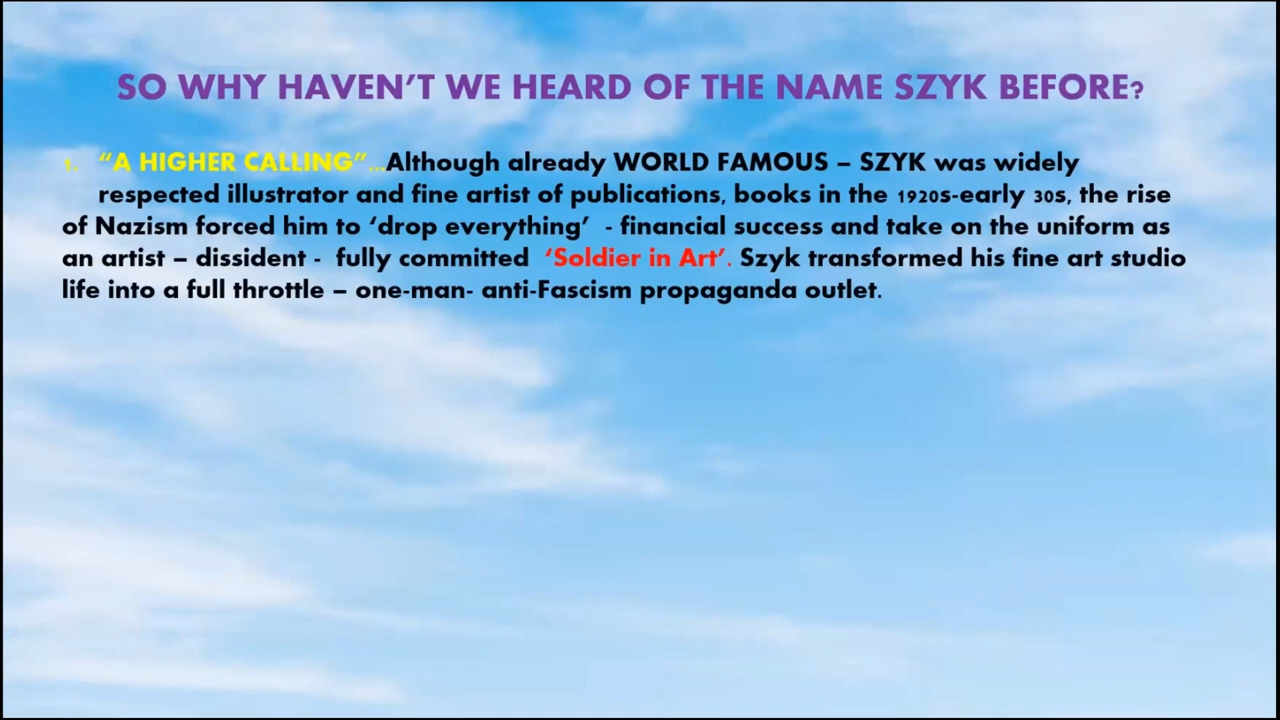 SO WHY HAVEN'T WE HEARD OF THE NAME SZYK BEFORE?
1. “A HIGHER CALLING”...Although already WORLD FAMOUS – SZYK was widely
respected illustrator and fine artist of publications, books in the 1920s-early 30s, the rise
of Nazism forced him to ‘drop everything’ - financial success and take on the uniform as
an artist – dissident - fully committed ‘Soldier in Art’. Szyk transformed his fine art studio
life into a full throttle – one-man- anti-Fascism propaganda outlet.